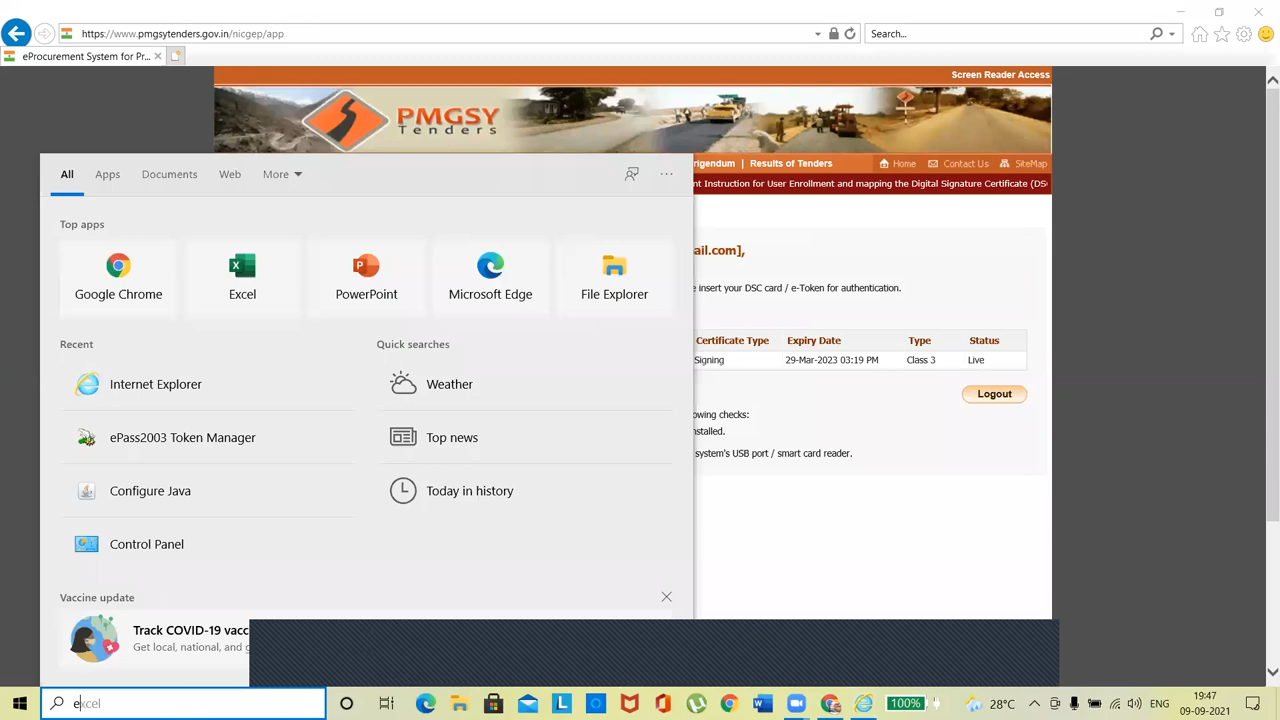 https://www.pmgsytenders.gov.in/nicgep/app
Search...
eProcurement System for Pr...
Screen Reader Access
PMGSY
Tenders
rigendum | Results of Tenders
Home
Contact Us
SiteMap
nt Instruction for User Enrollment and mapping the Digital Signature Certificate (DSC
All
Apps
Documents
Web
More
ail.com],
Top apps
Google Chrome
Excel
PowerPoint
Microsoft Edge
File Explorer
e insert your DSC card / e-Token for authentication.
Certificate Type
Expiry Date
Type
Status
Signing
29-Mar-2023 03:19 PM
Class 3
Live
Logout
Recent
Quick searches
Internet Explorer
Weather
owing checks:
nstalled.
system's USB port / smart card reader.
ePass2003 Token Manager
Top news
Configure Java
Today in history
Control Panel
Vaccine update
Track COVID-19 vacc
Get local, national, and g
excel
100%
28°C
ENG
19:47
09-09-2021